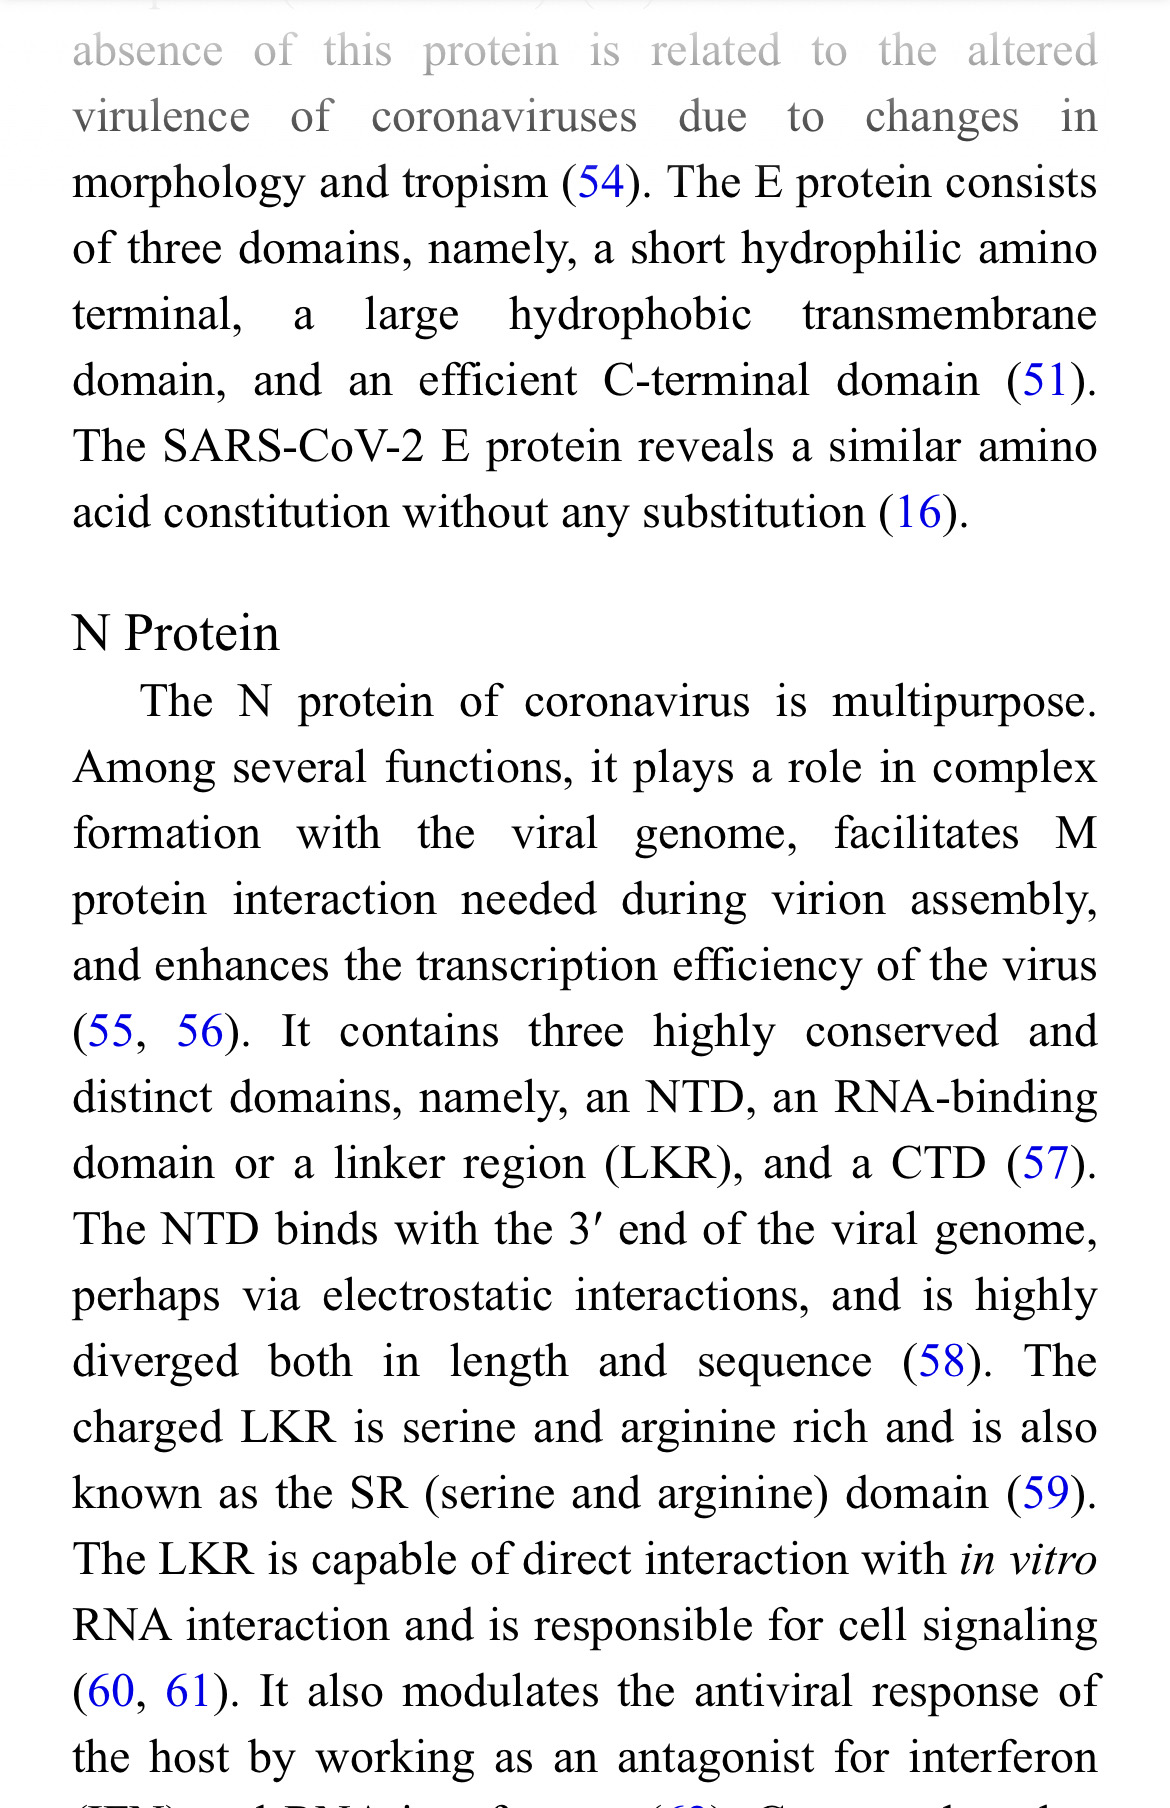 absence of this protein is related to the altered
virulence of coronaviruses due to changes in
morphology and tropism (54). The E protein consists
of three domains, namely, a short hydrophilic amino
terminal, a large hydrophobic transmembrane
domain, and an efficient C-terminal domain (51).
The SARS-CoV-2 E protein reveals a similar amino
acid constitution without any substitution (16).
N Protein
The N protein of coronavirus is multipurpose.
Among several functions, it plays a role in complex
formation with the viral genome, facilitates M
protein interaction needed during virion assembly,
and enhances the transcription efficiency of the virus
(55, 56). It contains three highly conserved and
distinct domains, namely, an NTD, an RNA-binding
domain or a linker region (LKR), and a CTD (57).
The NTD binds with the 3′ end of the viral genome,
perhaps via electrostatic interactions, and is highly
diverged both in length and sequence (58). The
charged LKR is serine and arginine rich and is also
known as the SR (serine and arginine) domain (59).
The LKR is capable of direct interaction with in vitro
RNA interaction and is responsible for cell signaling
(60, 61). It also modulates the antiviral response of
the host by working as an antagonist for interferon